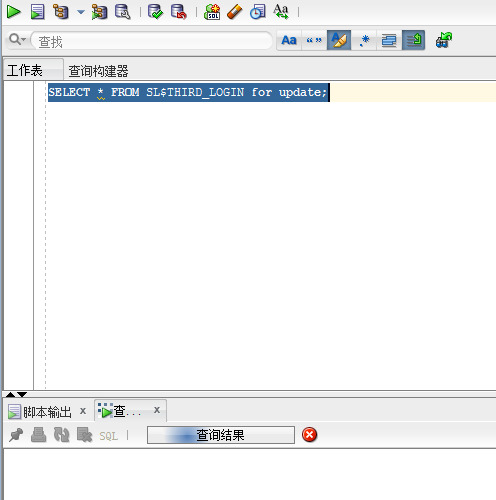 SQL
查找
Aa
“”
.*
工作表 查询构建器
SELECT * FROM SL$THIRD_LOGIN for update;
脚本输出 x 查... x
SQL 查询结果